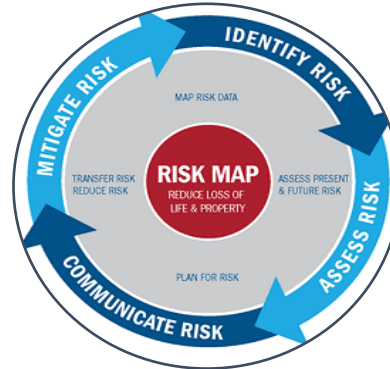 IDENTIFY RISK
MITIGATE RISK
MAP RISK DATA
TRANSFER RISK
REDUCE RISK
RISK MAP
REDUCE LOSS OF
LIFE & PROPERTY
ASSESS PRESENT
& FUTURE RISK
ASSESS RISK
PLAN FOR RISK
COMMUNICATE RISK